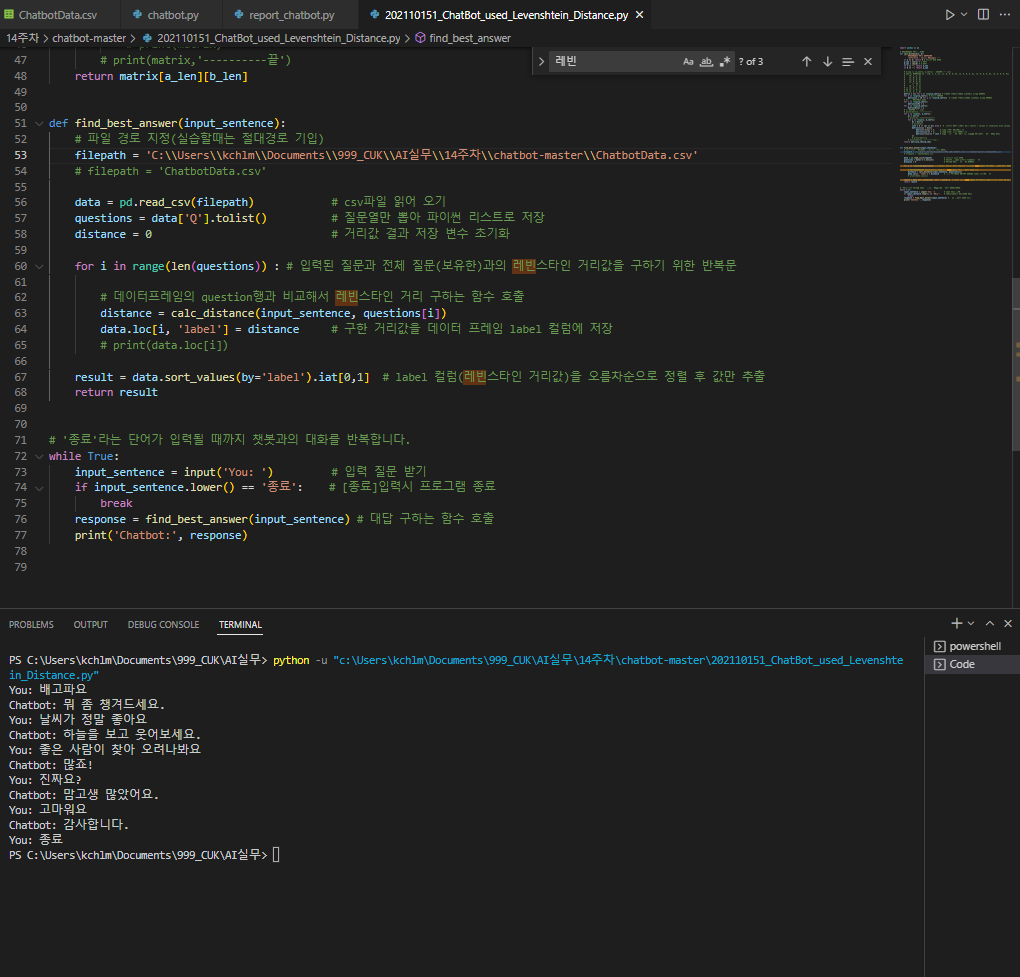 ChatbotData.csv chatbot.py report_chatbot.py 202110151_ChatBot_used_Levenshtein_Distance.py
14주차 > chatbot-master > 202110151_ChatBot_used_Levenshtein_Distance.py > find_best_answer
레빈 Aa ab ? of 3
47 # print(matrix,'----------끝')
48 return matrix[a_len][b_len]
49
50
51 def find_best_answer(input_sentence):
52 # 파일 경로 지정(실습할때는 절대경로 기입)
53 filepath = 'C:\\Users\\kchlm\\Documents\\999_CUK\\AI실무\\14주차\\chatbot-master\\ChatbotData.csv'
54 # filepath = 'ChatbotData.csv'
55
56 data = pd.read_csv(filepath) # csv파일 읽어 오기
57 questions = data['Q'].tolist() # 질문열만 뽑아 파이썬 리스트로 저장
58 distance = 0 # 거리값 결과 저장 변수 초기화
59
60 for i in range(len(questions)) : # 입력된 질문과 전체 질문(보유한)과의 레빈스타인 거리값을 구하기 위한 반복문
61
62 # 데이터프레임의 question행과 비교해서 레빈스타인 거리 구하는 함수 호출
63 distance = calc_distance(input_sentence, questions[i])
64 data.loc[i, 'label'] = distance # 구한 거리값을 데이터 프레임 label 컬럼에 저장
65 # print(data.loc[i])
66
67 result = data.sort_values(by='label').iat[0,1] # label 컬럼(레빈스타인 거리값)을 오름차순으로 정렬 후 값만 추출
68 return result
69
70
71 # '종료'라는 단어가 입력될 때까지 챗봇과의 대화를 반복합니다.
72 while True:
73 input_sentence = input('You: ') # 입력 질문 받기
74 if input_sentence.lower() == '종료': # [종료]입력시 프로그램 종료
75 break
76 response = find_best_answer(input_sentence) # 대답 구하는 함수 호출
77 print('Chatbot:', response)
78
79
PROBLEMS OUTPUT DEBUG CONSOLE TERMINAL
powershell
Code
PS C:\Users\kchlm\Documents\999_CUK\AI실무> python -u "c:\Users\kchlm\Documents\999_CUK\AI실무\14주차\chatbot-master\202110151_ChatBot_used_Levenshte
in_Distance.py"
You: 배고파요
Chatbot: 뭐 좀 챙겨드세요.
You: 날씨가 정말 좋아요
Chatbot: 하늘을 보고 웃어보세요.
You: 좋은 사람이 찾아 오려나봐요
Chatbot: 많죠!
You: 진짜요?
Chatbot: 맘고생 많았어요.
You: 고마워요
Chatbot: 감사합니다.
You: 종료
PS C:\Users\kchlm\Documents\999_CUK\AI실무>